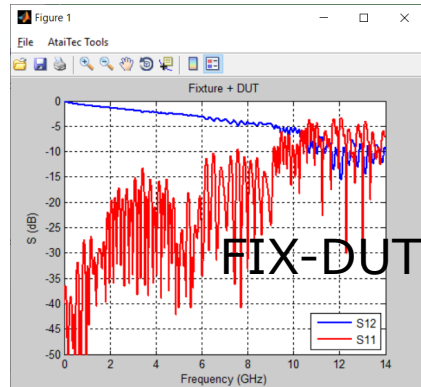 Figure 1
File AtaiTec Tools
Fixture + DUT
S (dB)
0
-5
-10
-15
-20
-25
-30
-35
-40
-45
-50
FIX-DUT
S12
S11
0 2 4 6 8 10 12 14
Frequency (GHz)